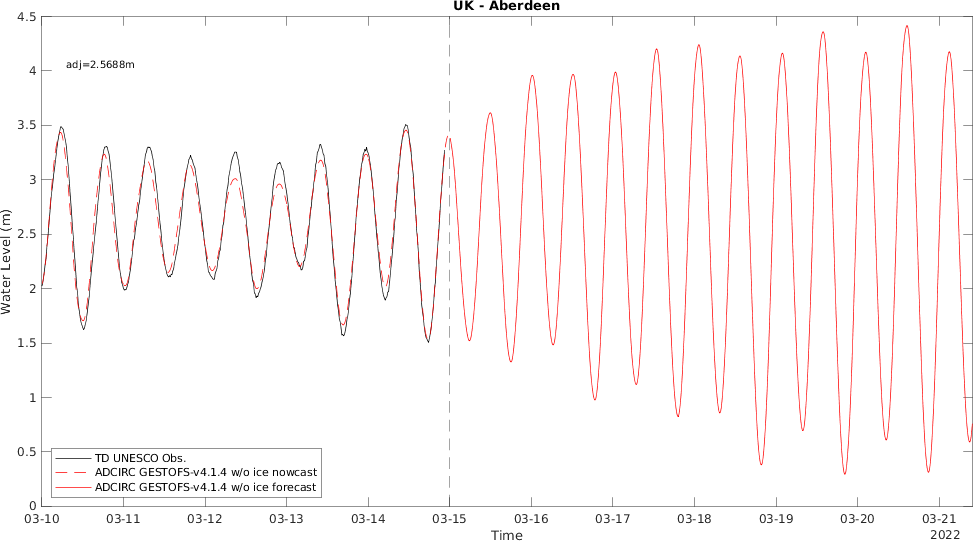 UK - Aberdeen
4.5
4
3.5
3
2.5
2
1.5
1
0.5
0
Water Level (m)
adj=2.5688m
TD UNESCO Obs.
ADCIRC GESTOFS-v4.1.4 w/o ice nowcast
ADCIRC GESTOFS-v4.1.4 w/o ice forecast
03-10 03-11 03-12 03-13 03-14 03-15 03-16 03-17 03-18 03-19 03-20 03-21
Time
2022